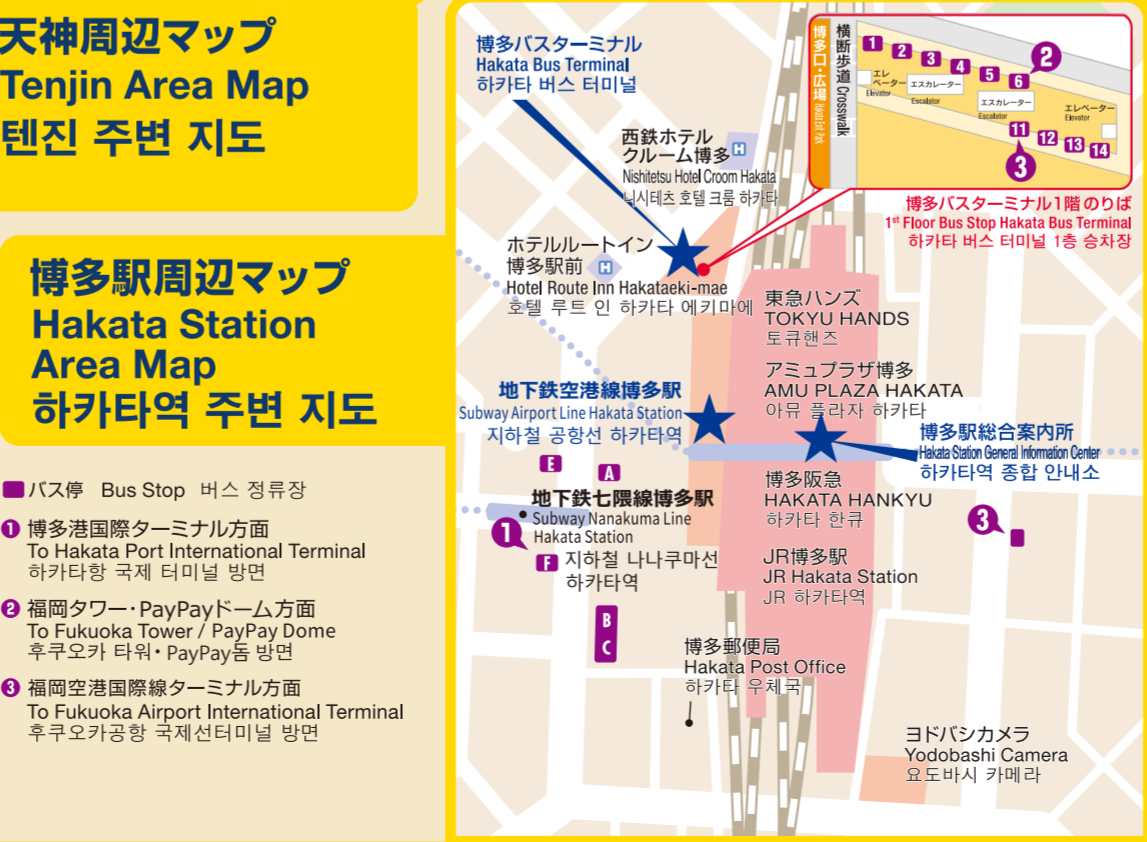 天神周辺マップ
Tenjin Area Map
텐진 주변 지도
博多駅周辺マップ
Hakata Station
Area Map
하카타역 주변 지도
バス停 Bus Stop 버스 정류장
1 博多港国際ターミナル方面
To Hakata Port International Terminal
하카타항 국제 터미널 방면
2 福岡タワー・PayPayドーム方面
To Fukuoka Tower / PayPay Dome
후쿠오카 타워• PayPay돔 방면
3 福岡空港国際線ターミナル方面
To Fukuoka Airport International Terminal
후쿠오카공항 국제선터미널 방면
博多バスターミナル
Hakata Bus Terminal
하카타 버스 터미널
西鉄ホテル
クルーム博多
H
Nishitetsu Hotel Croom Hakata
니시테츠 호텔 크룸 하카타
ホテルルートイン
博多駅前
H
Hotel Route Inn Hakataeki-mae
호텔 루트 인 하카타 에키마에
博多口・広場 Hakata Exit Park
横断歩道 Crosswalk
1
2
3
4
5
6
2
エレ
ベーター
Elevator
エスカレーター
Escalator
エスカレーター
Escalator
エレベーター
Elevator
11
12
13
14
3
博多バスターミナル1階のりば
1st Floor Bus Stop Hakata Bus Terminal
하카타 버스 터미널 1층 승차장
東急ハンズ
TOKYU HANDS
토큐핸즈
アミュプラザ博多
AMU PLAZA HAKATA
아뮤 플라자 하카타
地下鉄空港線博多駅
Subway Airport Line Hakata Station
지하철 공항선 하카타역
博多駅総合案内所
Hakata Station General Information Center
하카타역 종합 안내소
E
A
地下鉄七隈線博多駅
Subway Nanakuma Line
Hakata Station
1
F
지하철 나나쿠마선
하카타역
B
C
博多阪急
HAKATA HANKYU
하카타 한큐
3
JR博多駅
JR Hakata Station
JR 하카타역
博多郵便局
Hakata Post Office
하카타 우체국
ヨドバシカメラ
Yodobashi Camera
요도바시 카메라